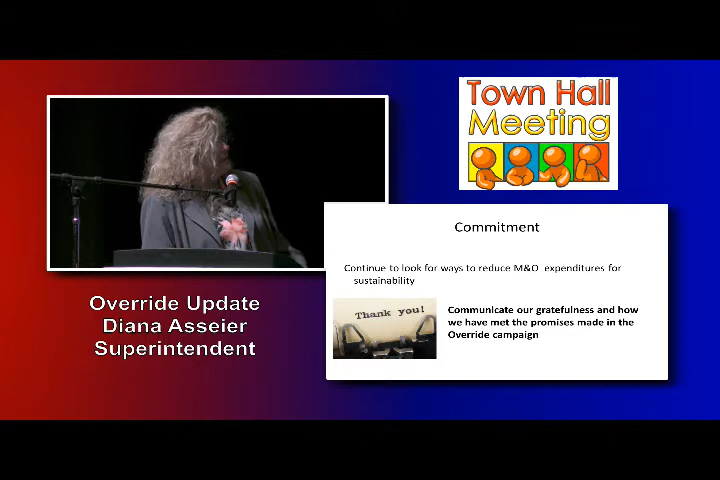 Town Hall
Meeting
Commitment
Continue to look for ways to reduce M&O expenditures for
sustainability
Thank you!
Communicate our gratefulness and how
we have met the promises made in the
Override campaign
Override Update
Diana Asseier
Superintendent